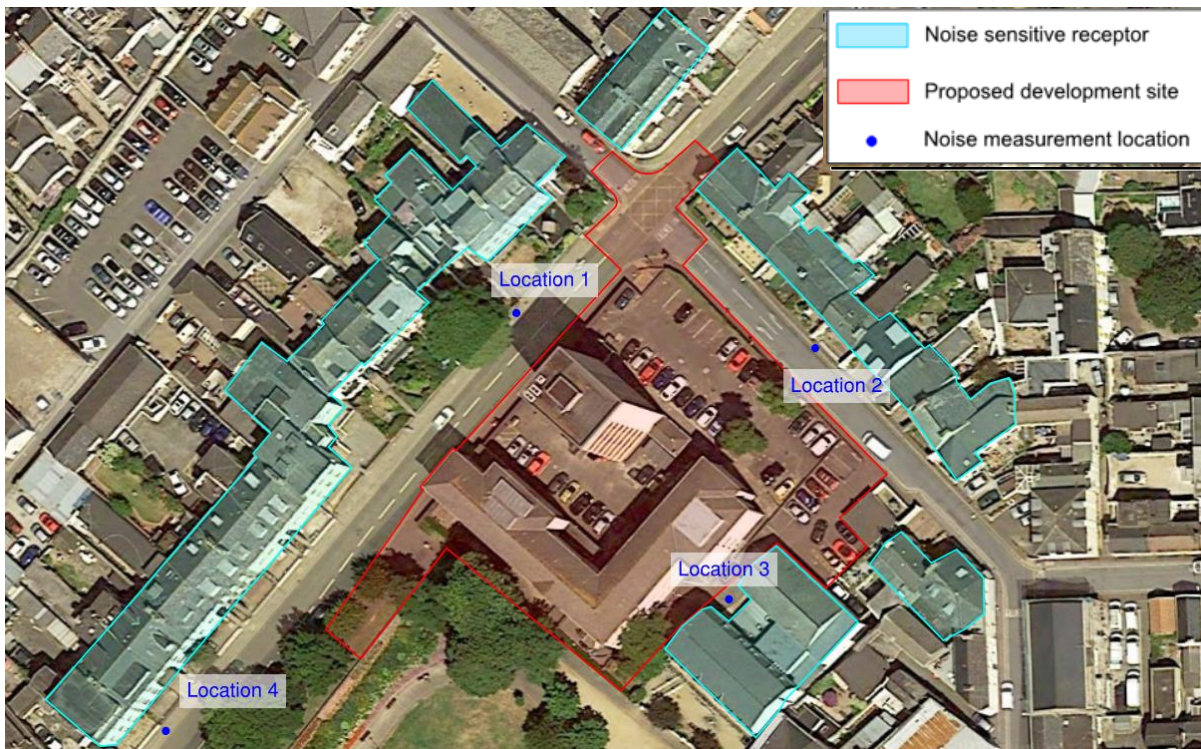 Noise sensitive receptor
Proposed development site
Noise measurement location
Location 1
Location 2
Location 3
Location 4